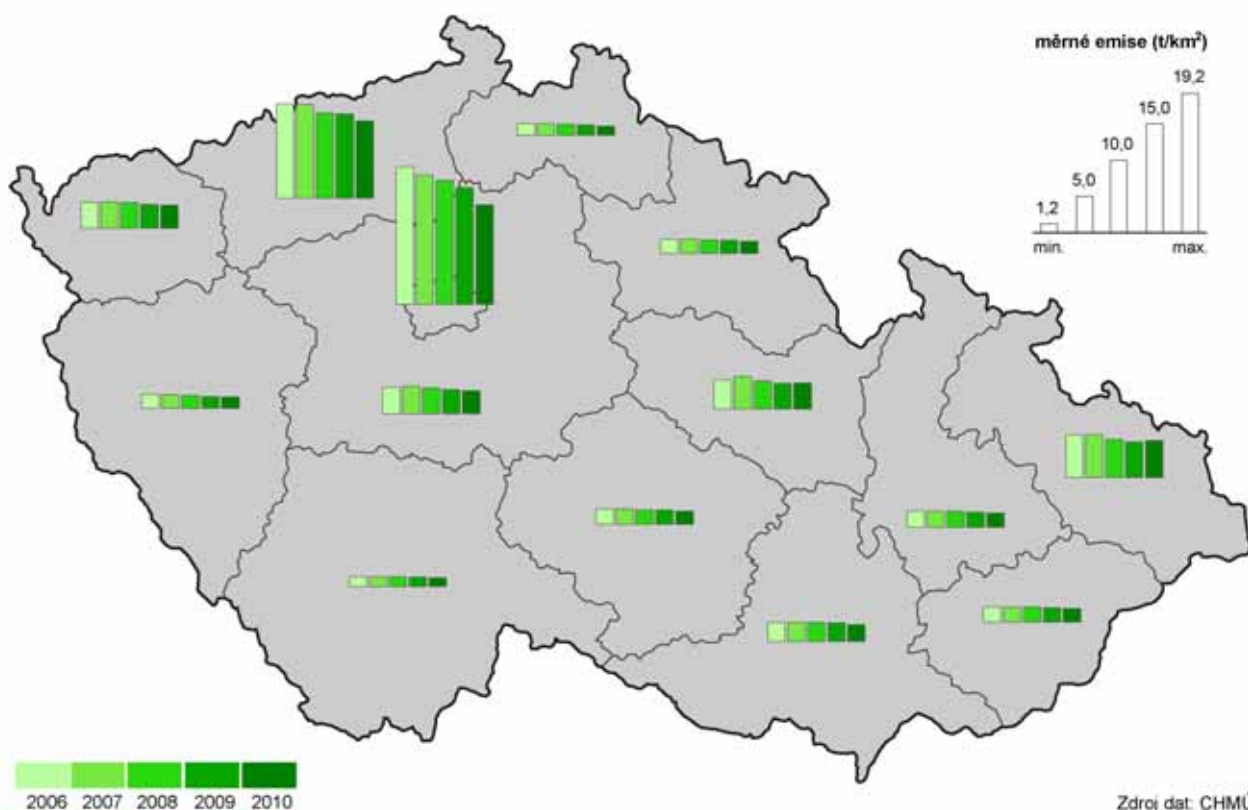 měrné emise (t/km²)
19,2
15,0
10,0
5,0
1,2
min. max.
2006 2007 2008 2009 2010
Zdroj dat: CHMÚ